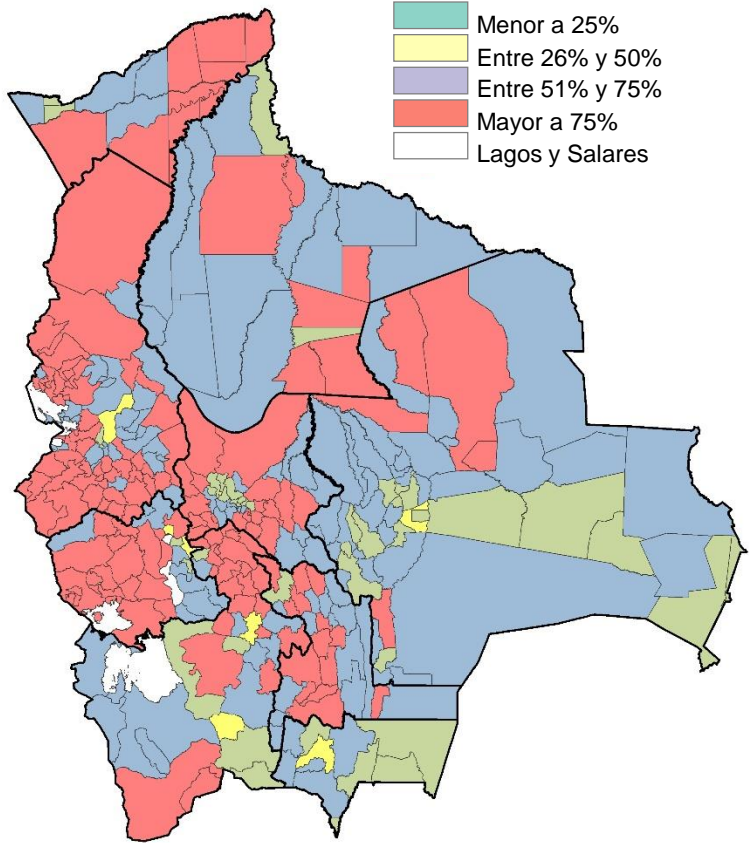 Menor a 25%
Entre 26% y 50%
Entre 51% y 75%
Mayor a 75%
Lagos y Salares